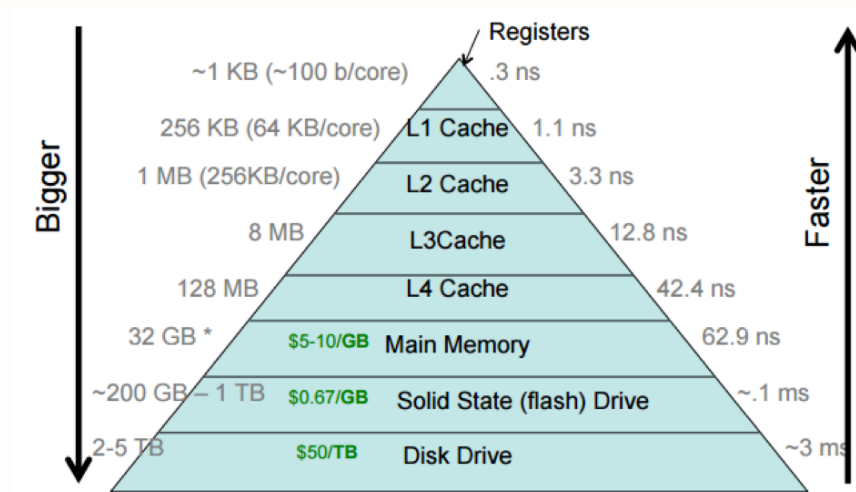 Registers
~1 KB (~100 b/core) .3 ns
256 KB (64 KB/core) L1 Cache 1.1 ns
1 MB (256KB/core) L2 Cache 3.3 ns
8 MB L3Cache 12.8 ns
128 MB L4 Cache 42.4 ns
32 GB * $5-10/GB Main Memory 62.9 ns
~200 GB – 1 TB $0.67/GB Solid State (flash) Drive ~.1 ms
2-5 TB $50/TB Disk Drive ~3 ms
Bigger
Faster